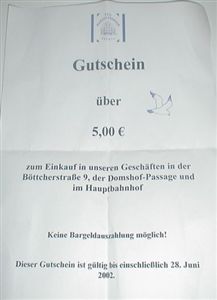 Gutschein
über
5,00 €
zum Einkauf in unseren Geschäften in der
Böttcherstraße 9, der Domshof-Passage und
im Hauptbahnhof
Keine Bargeldauszahlung möglich!
Dieser Gutschein ist gültig bis einschließlich 28. Juni
2002.